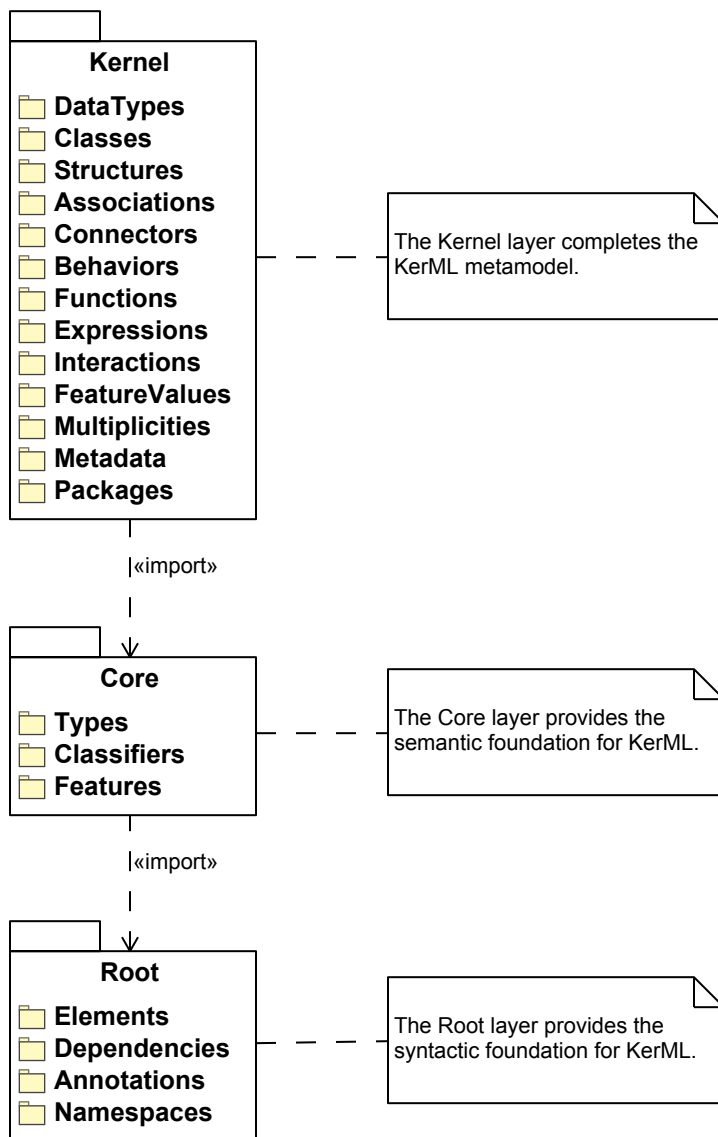 Kernel
DataTypes
Classes
Structures
Associations
Connectors
Behaviors
Functions
Expressions
Interactions
FeatureValues
Multiplicities
Metadata
Packages
The Kernel layer completes the
KerML metamodel.
«import»
Core
Types
Classifiers
Features
The Core layer provides the
semantic foundation for KerML.
«import»
Root
Elements
Dependencies
Annotations
Namespaces
The Root layer provides the
syntactic foundation for KerML.